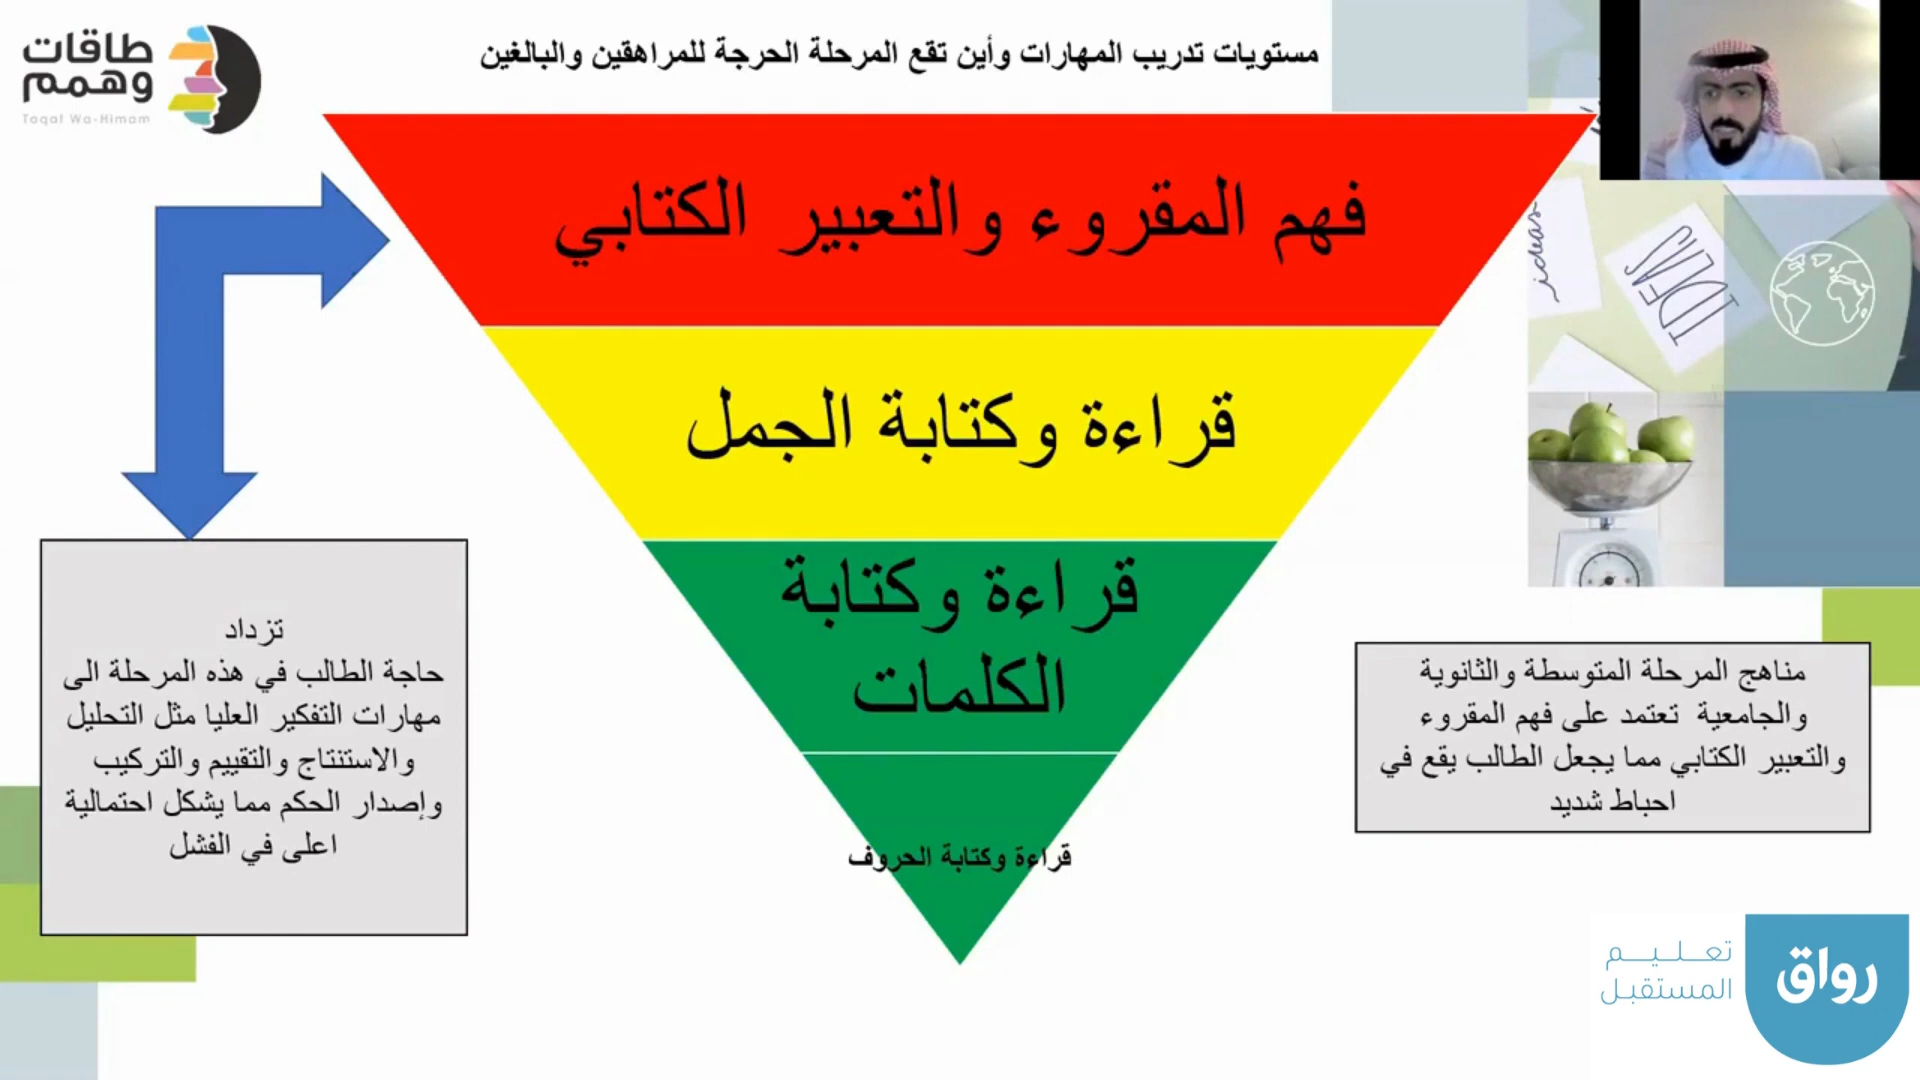 مستويات تدريب المهارات وأين تقع المرحلة الحرجة للمراهقين والبالغين
طاقات
وهمم
Taqat Wa-Himam
فهم المقروء والتعبير الكتابي
قراءة وكتابة الجمل
قراءة وكتابة
الكلمات
قراءة وكتابة الحروف
مناهج المرحلة المتوسطة والثانوية
والجامعية تعتمد على فهم المقروء
والتعبير الكتابي مما يجعل الطالب يقع في
احباط شديد
تزداد
حاجة الطالب في هذه المرحلة الى
مهارات التفكير العليا مثل التحليل
والاستنتاج والتقييم والتركيب
وإصدار الحكم مما يشكل احتمالية
اعلى في الفشل
ideas
IDEAS
رواق
تعـلـيـم
المستقبل